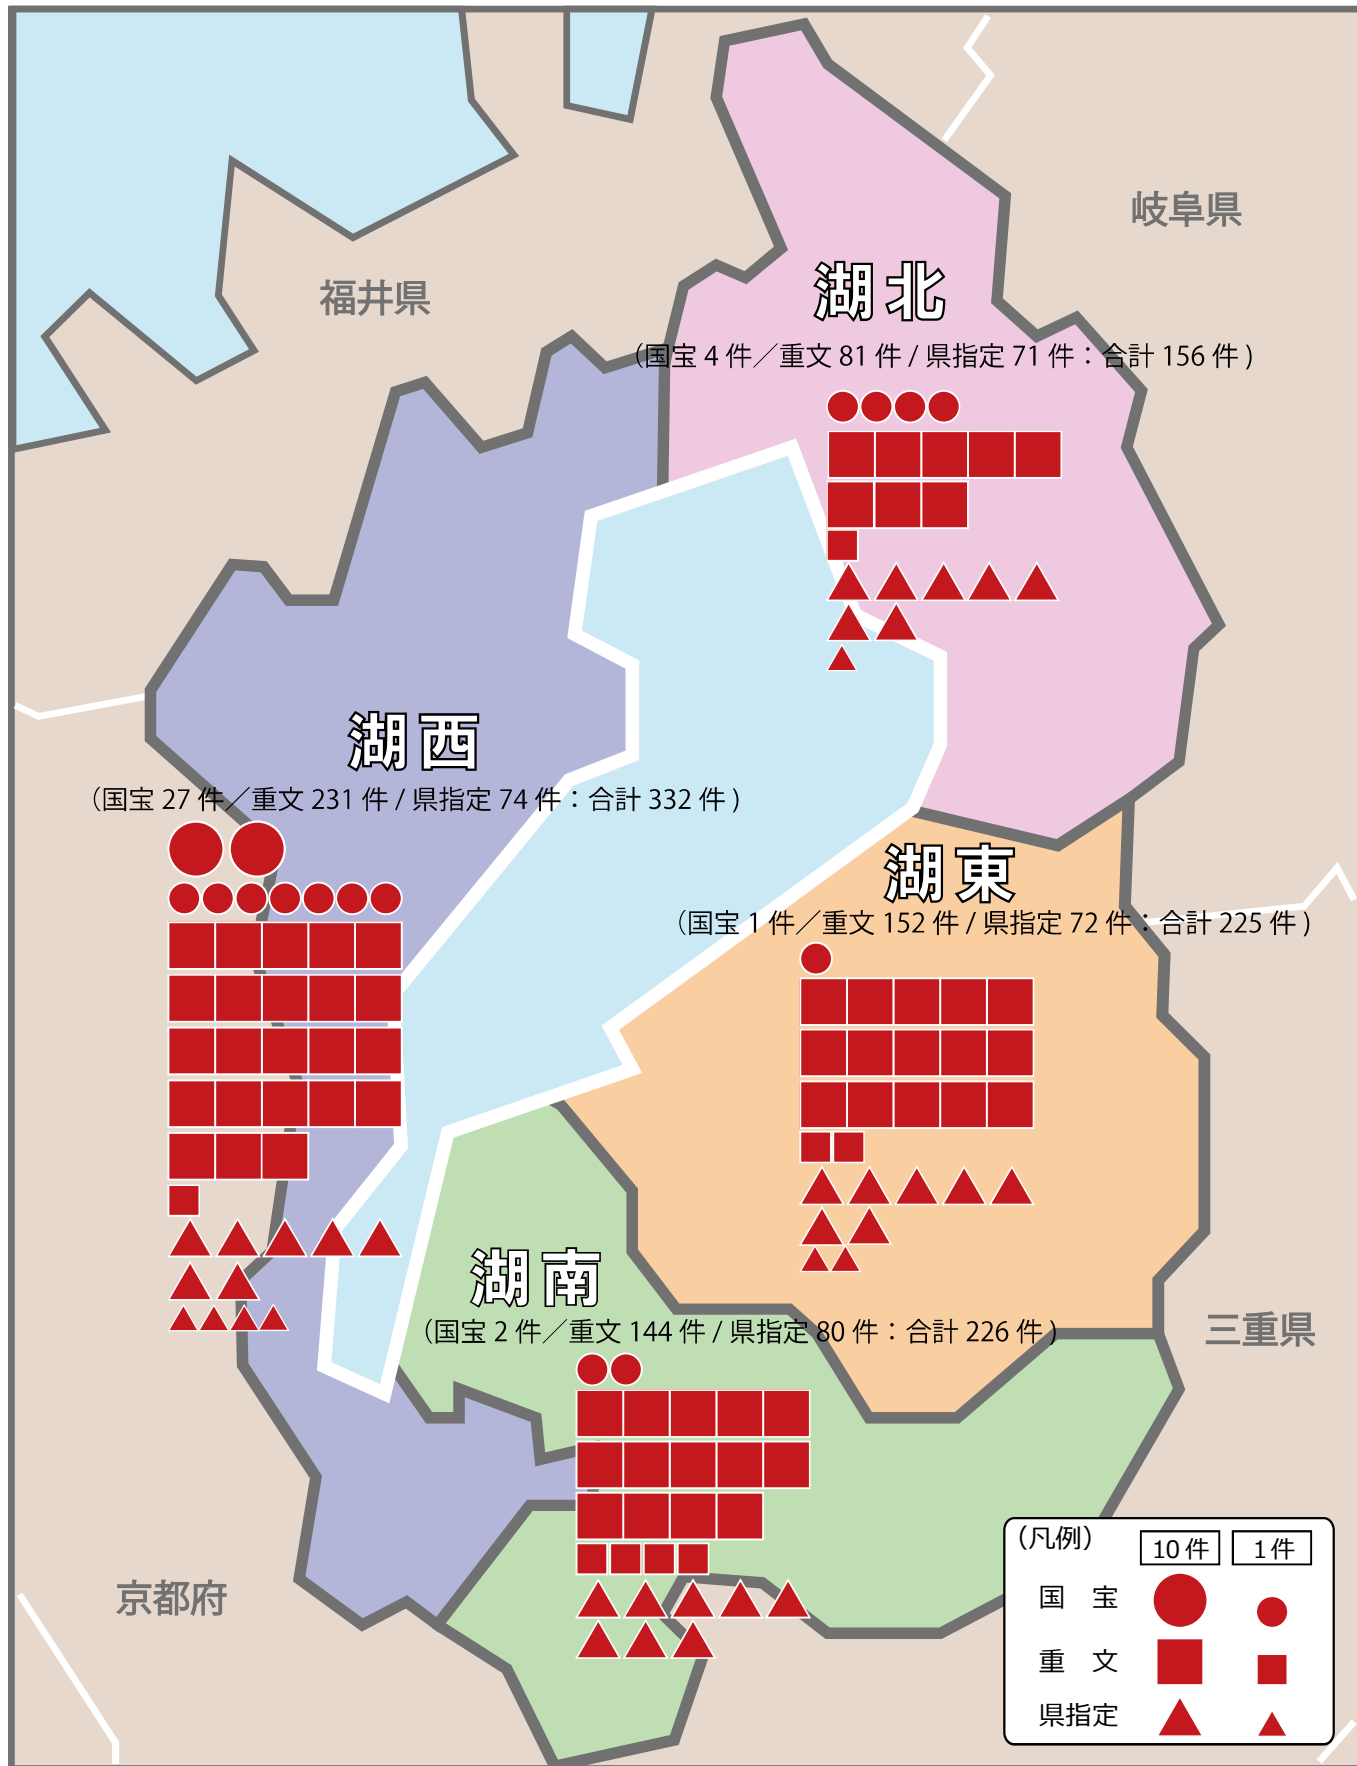 岐阜県
福井県
湖北
（国宝 4 件／重文 81 件 / 県指定 71 件：合計 156 件 )
湖西
（国宝 27 件／重文 231 件 / 県指定 74 件：合計 332 件 )
湖東
（国宝 1 件／重文 152 件 / 県指定 72 件：合計 225 件 )
湖南
（国宝 2 件／重文 144 件 / 県指定 80 件：合計 226 件 )
三重県
京都府
（凡例）
10 件
1 件
国　宝
重　文
県指定